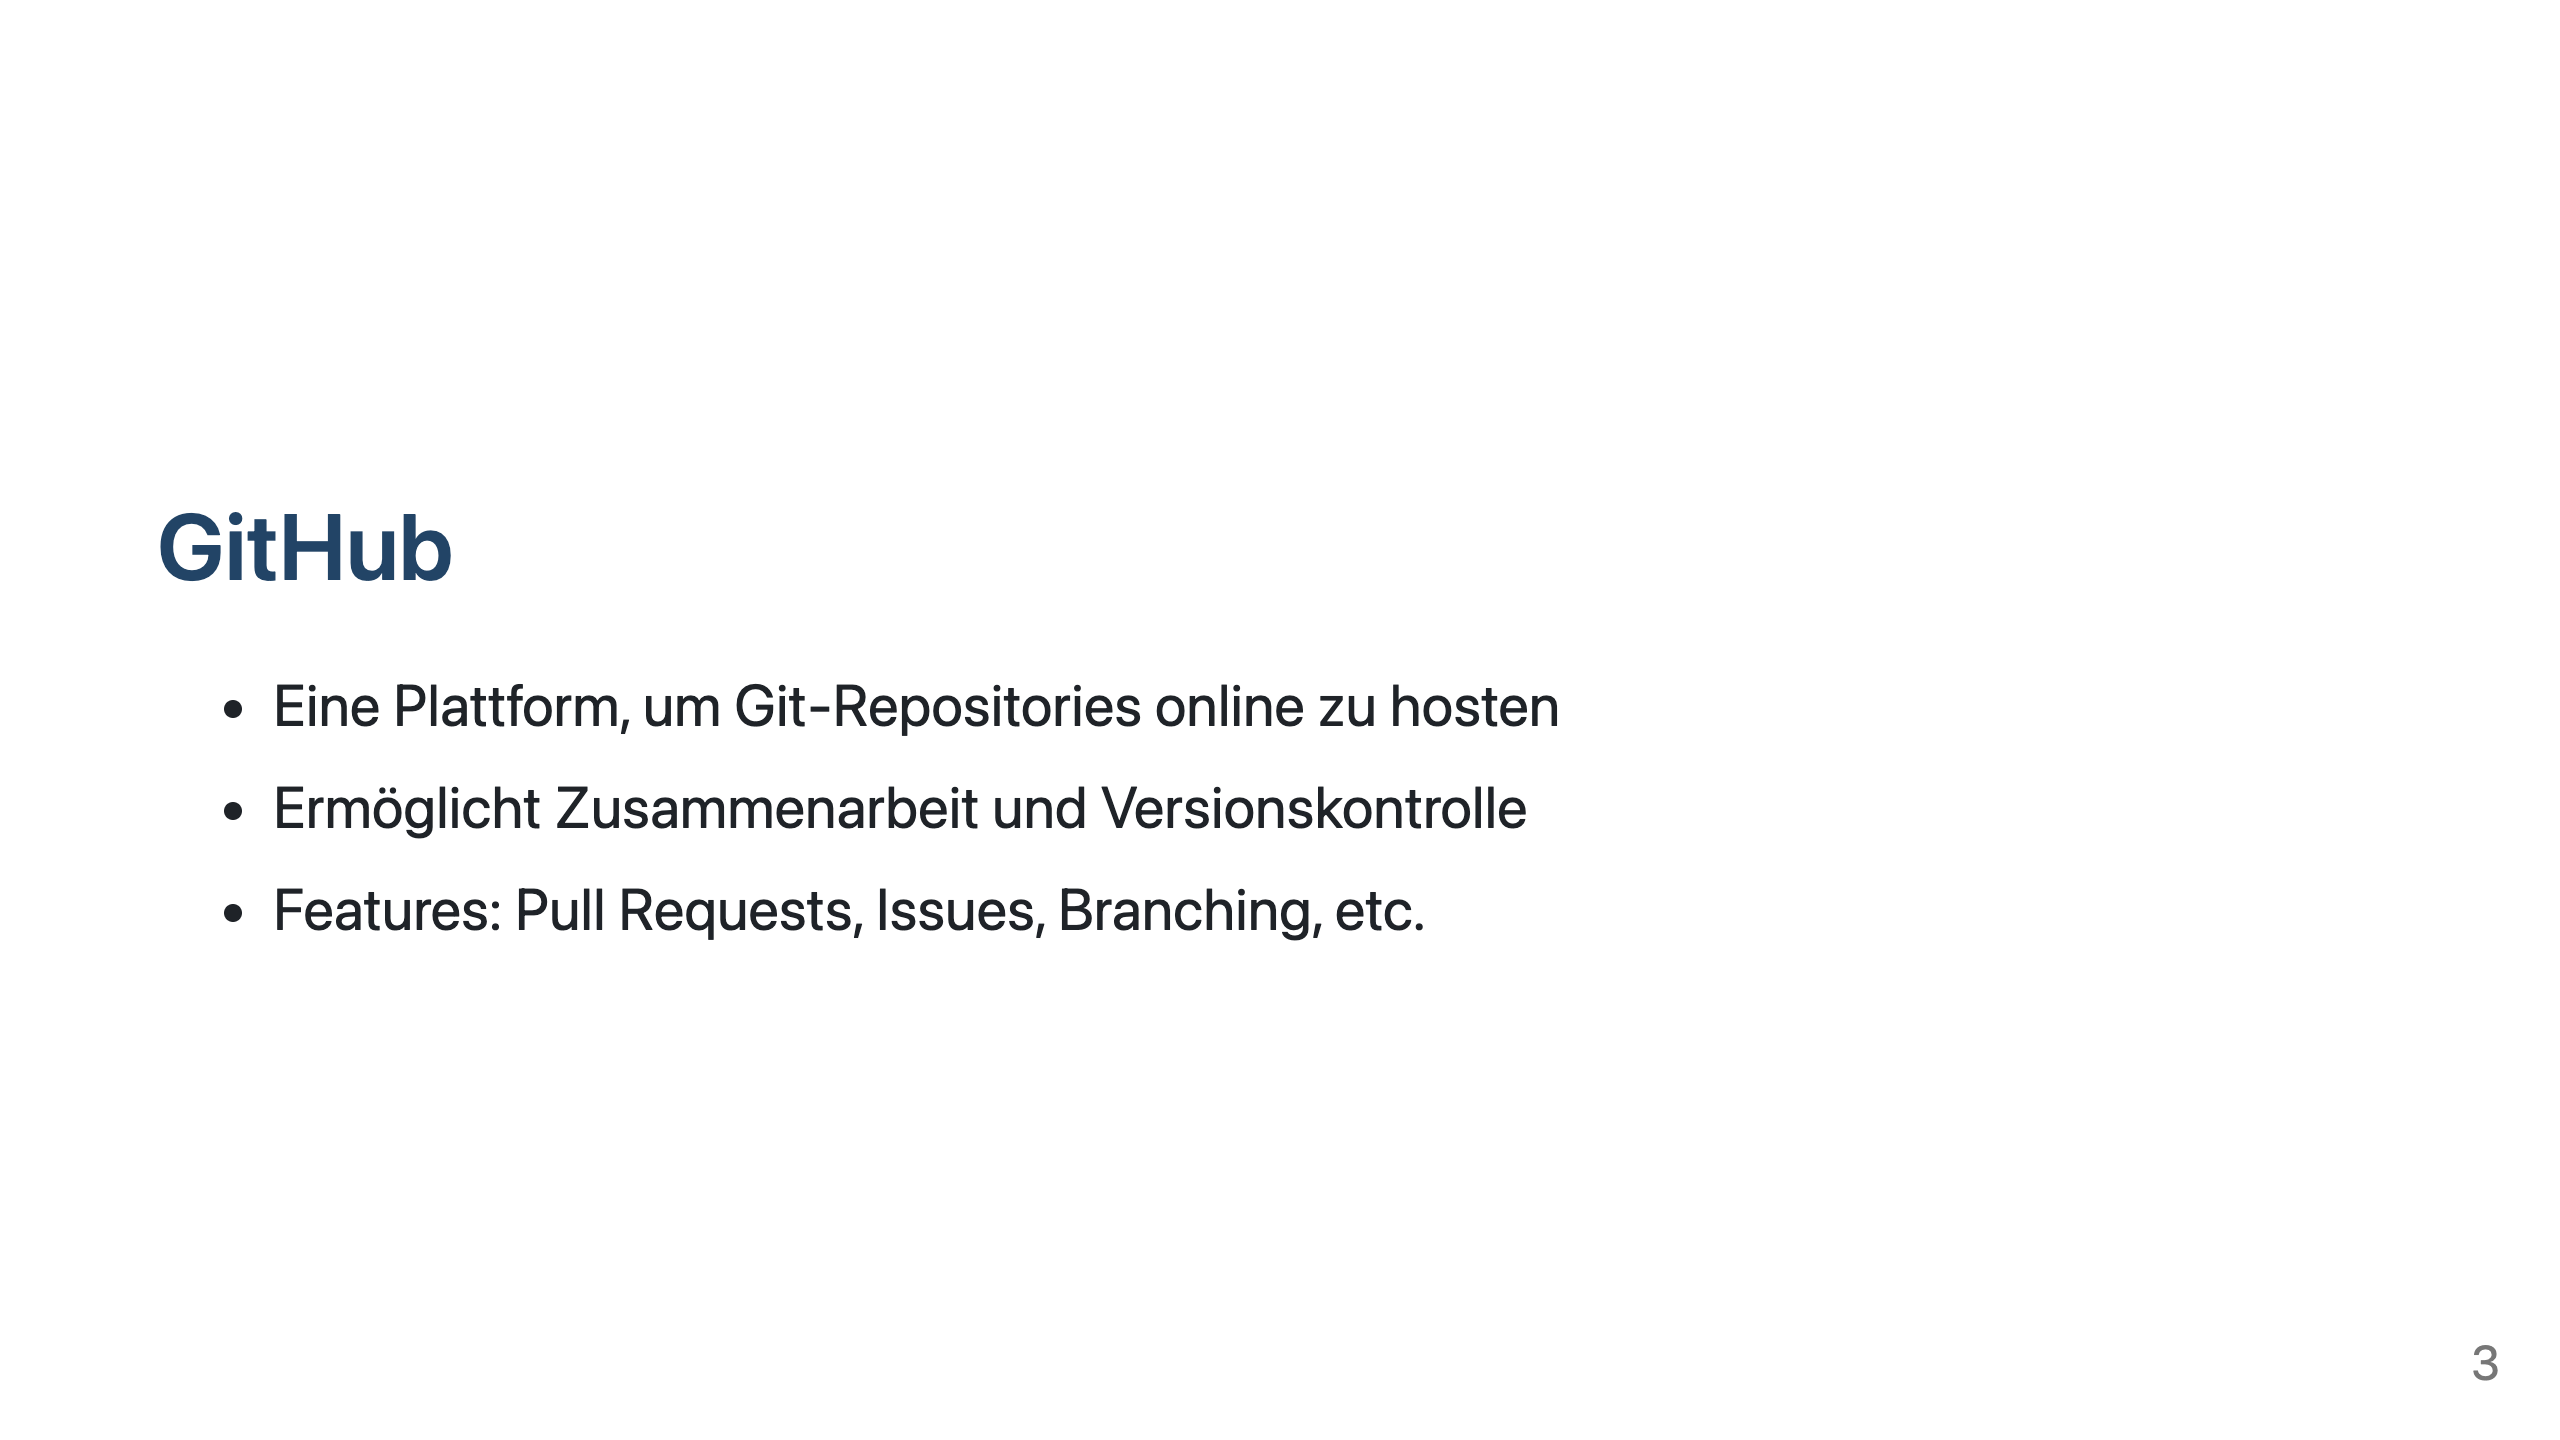 GitHub
• Eine Plattform, um Git-Repositories online zu hosten
• Ermöglicht Zusammenarbeit und Versionskontrolle
• Features: Pull Requests, Issues, Branching, etc.
3